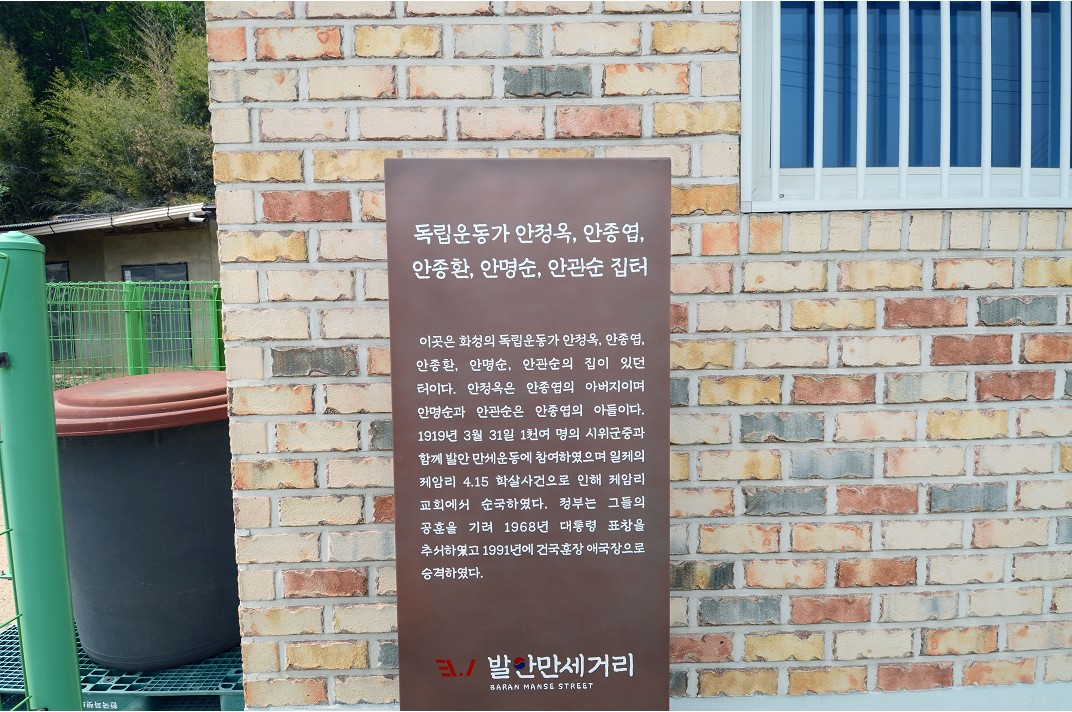 독립운동가 안정옥, 안종엽,
안종환, 안명순, 안관순 집터
이곳은 화성의 독립운동가 안정옥, 안종엽,
안종환, 안명순, 안관순의 집이 있던
터이다. 안정옥은 안종엽의 아버지이며
안명순과 안관순은 안종엽의 아들이다.
1919년 3월 31일 1천여 명의 시위군중과
함께 발안 만세운동에 참여하였으며 일제의
제암리 4.15 학살사건으로 인해 제암리
교회에서 순국하였다. 정부는 그들의
공훈을 기려 1968년 대통령 표창을
추서하였고 1991년에 건국훈장 애국장으로
승격하였다.
3.1 발안만세거리
BARAN MANSE STREET